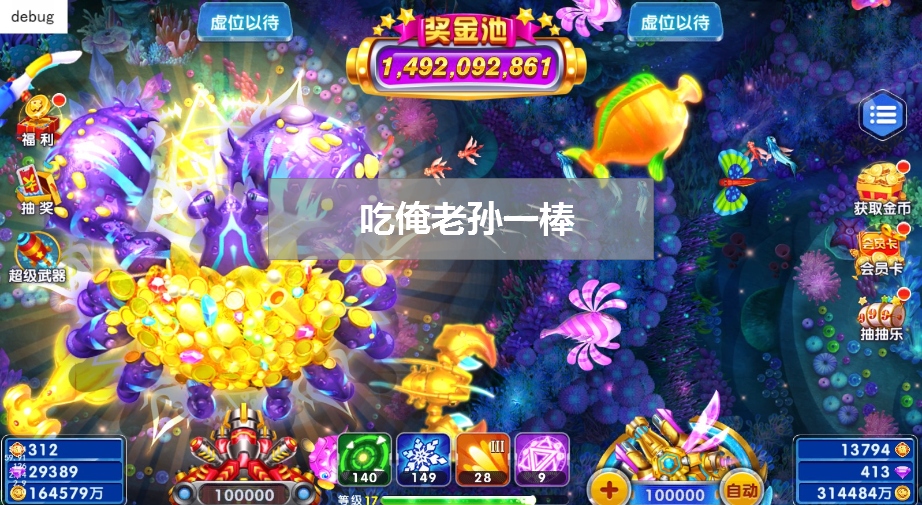 debug
虚位以待
奖金池
虚位以待
1,492,092,861
福利
抽奖
超级武器
吃俺老孙一棒
获取金币
会员卡
会员卡
抽抽乐
312
29389
164579万
100000
140
149
III
28
9
等级17
+
100000
自动
13794
413
314484万